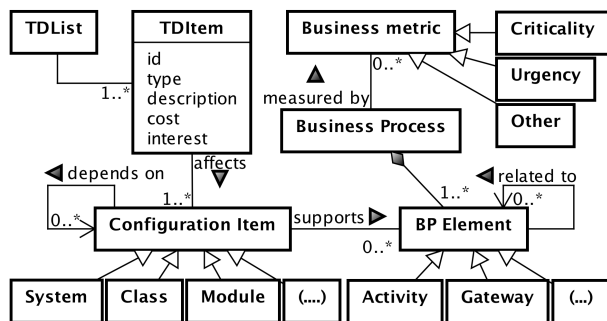 TDList
TDItem
id
type
description
cost
interest
1..*
Business metric
0..*
measured by
Criticality
Urgency
Other
Business Process
affects
depends on
0..*
1..*
Configuration Item
supports
0..*
1..*
BP Element
related to
0..*
System
Class
Module
(....)
Activity
Gateway
(...)